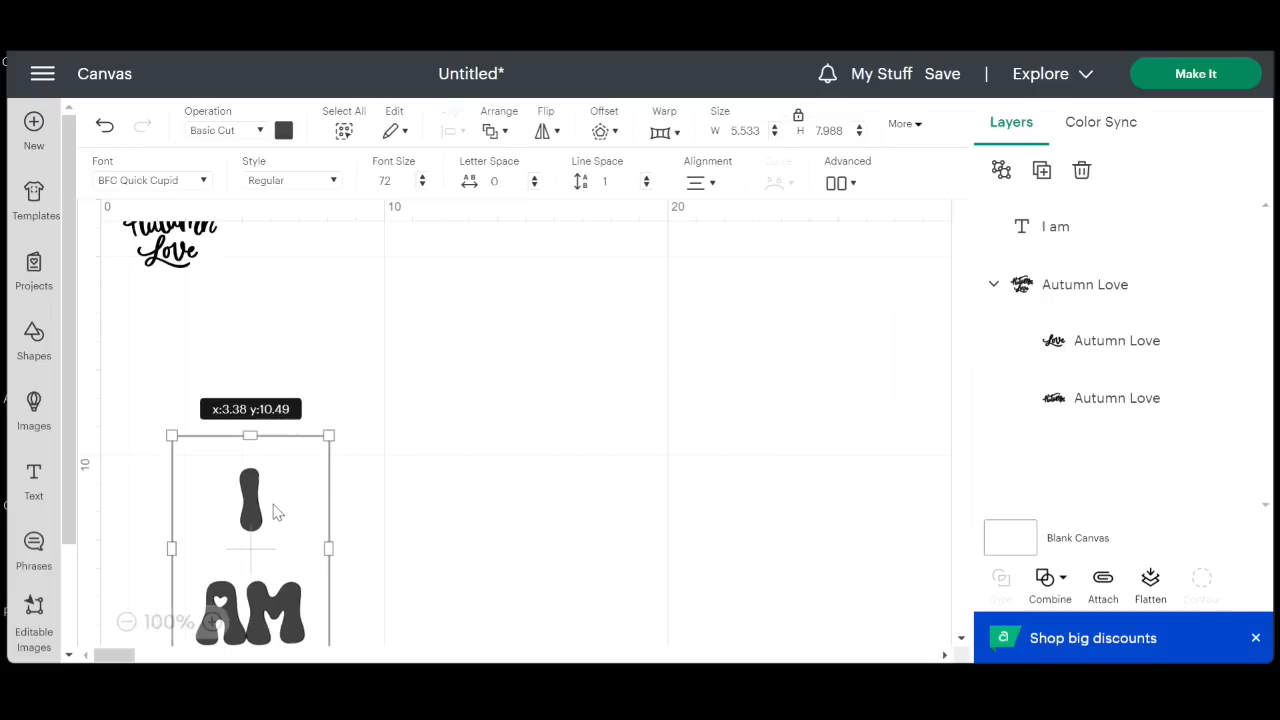 Canvas
Untitled*
My Stuff
Save
|
Explore
Make It
New
Templates
Projects
Shapes
Images
Text
Phrases
Editable
Images
Operation
Basic Cut
Select All
Edit
Arrange
Flip
Offset
Warp
Size
W 5.533
H 7.988
More
Font
BFC Quick Cupid
Style
Regular
Font Size
72
Letter Space
0
Line Space
1
Alignment
Curve
Advanced
0
10
20
10
Autumn
Love
x:3.38 y:10.49
I
AM
100%
Layers
Color Sync
I am
Autumn Love
Autumn Love
Autumn Love
Blank Canvas
Combine
Attach
Flatten
Contour
Shop big discounts